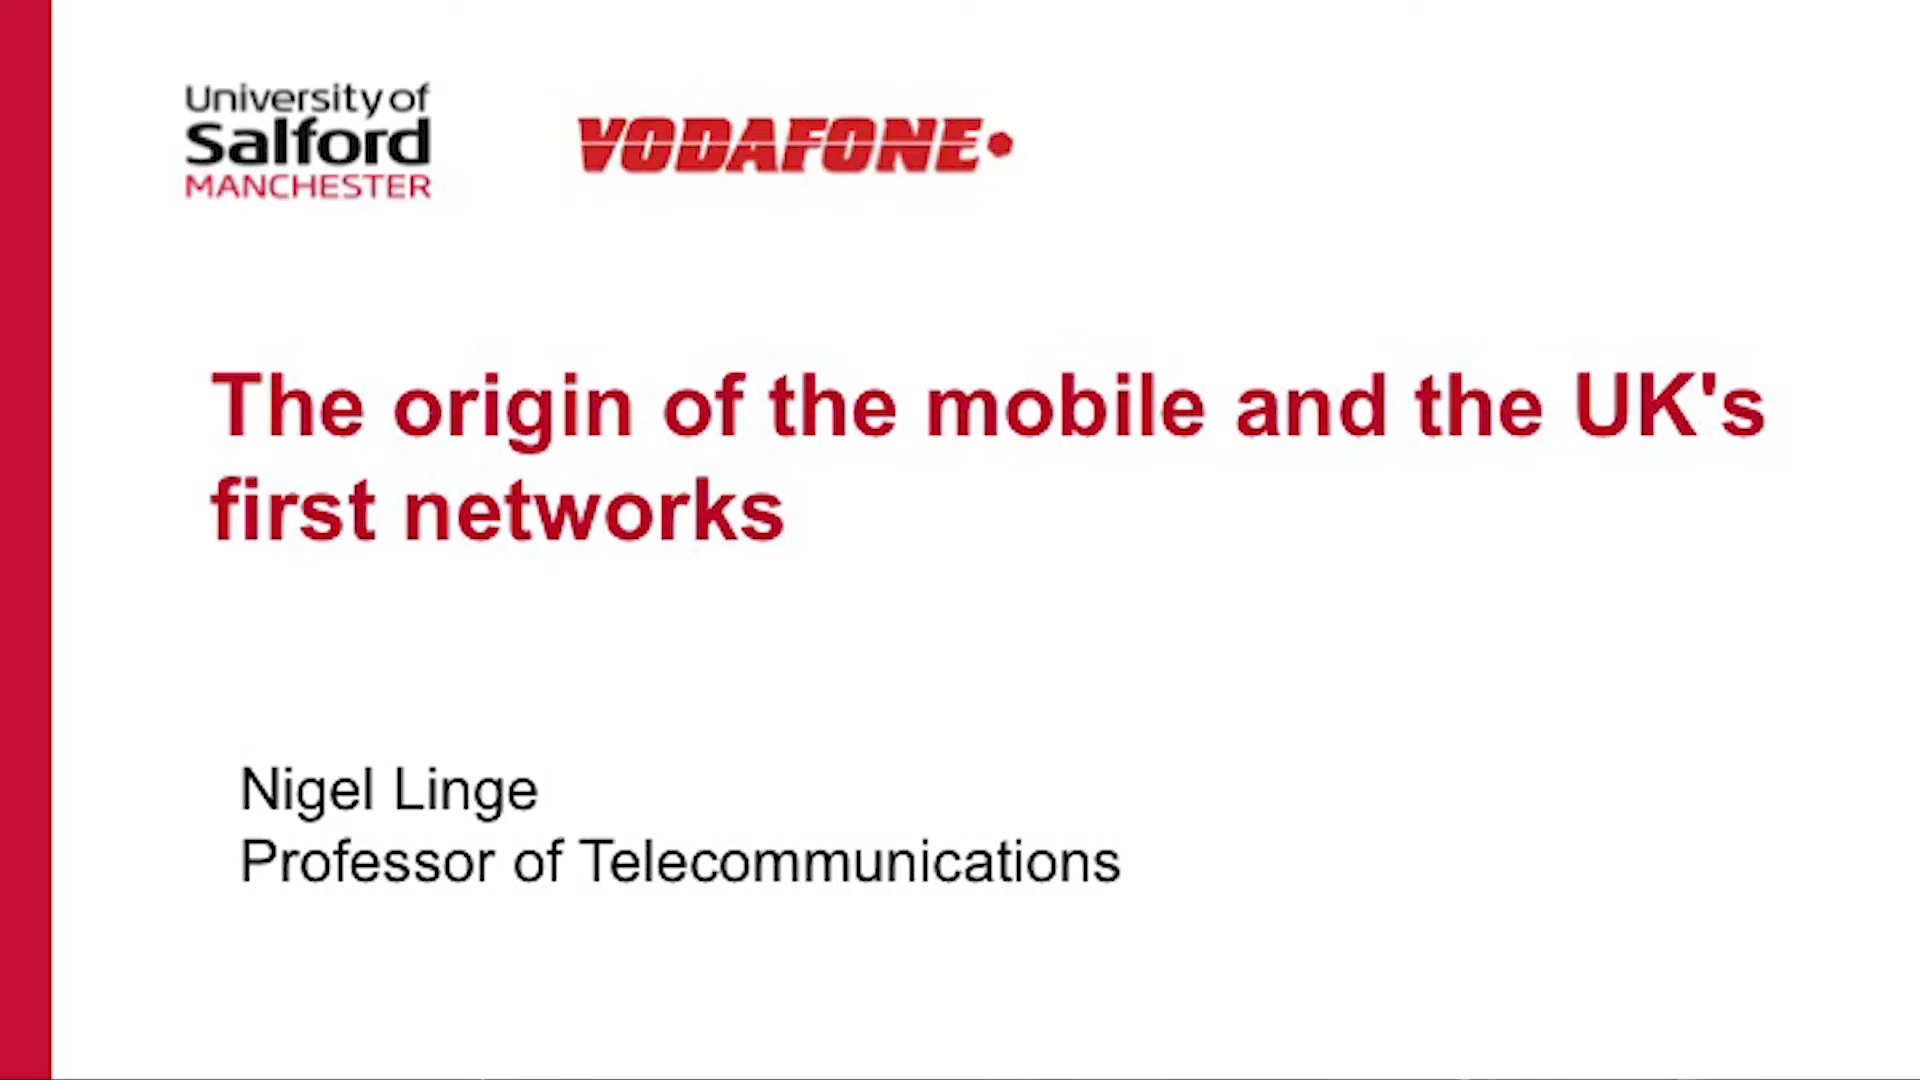 University of
Salford
MANCHESTER
VODAFONE
The origin of the mobile and the UK's
first networks
Nigel Linge
Professor of Telecommunications